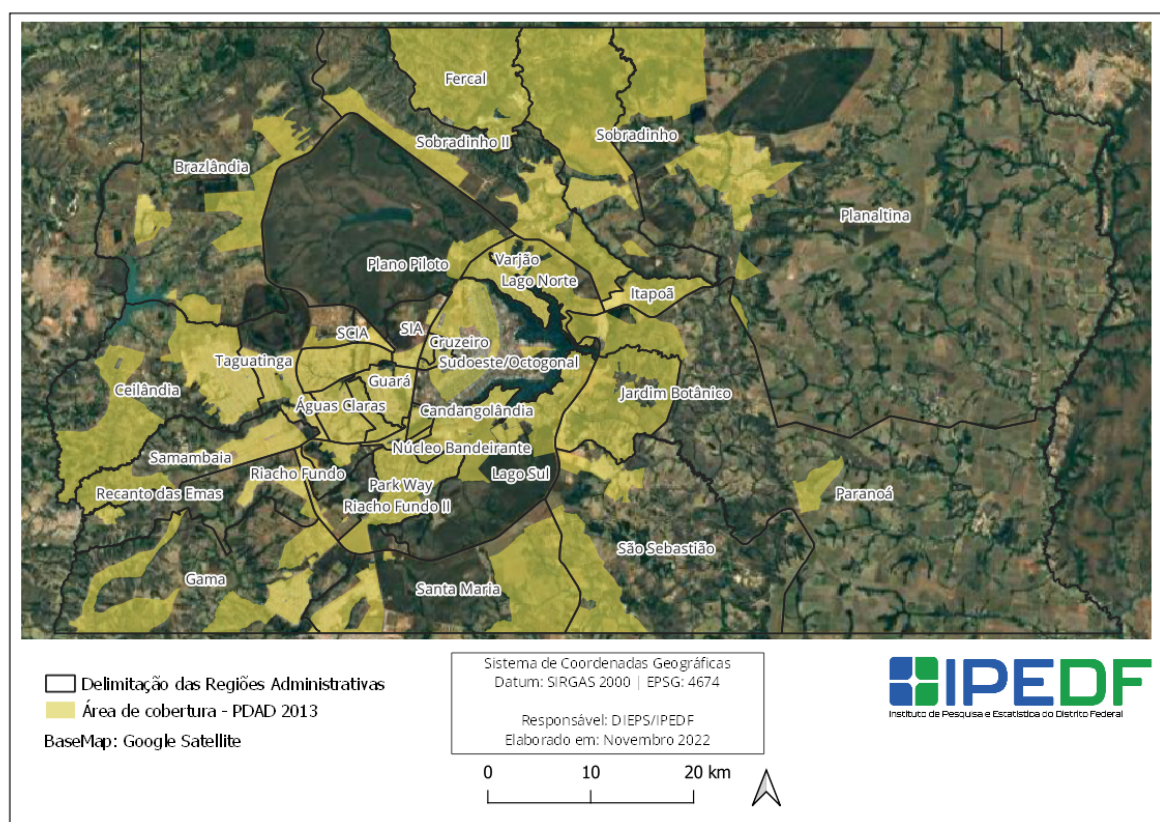 Fercal
Sobradinho II
Sobradinho
Brazlândia
Planaltina
Plano Piloto
Varjão
Lago Norte
Itapoã
SCIA
SIA
Cruzeiro
Taguatinga
Sudoeste/Octogonal
Guará
Ceilândia
Jardim Botânico
Águas Claras
Candangolândia
Núcleo Bandeirante
Samambaia
Riacho Fundo
Lago Sul
Park Way
Recanto das Emas
Paranoá
Riacho Fundo II
São Sebastião
Gama
Santa Maria
Delimitação das Regiões Administrativas
Área de cobertura - PDAD 2013
BaseMap: Google Satellite
Sistema de Coordenadas Geográficas
Datum: SIRGAS 2000 | EPSG: 4674
Responsável: DIEPS/IPEDF
Elaborado em: Novembro 2022
0 10 20 km
IPEDF
Instituto de Pesquisa e Estatística do Distrito Federal